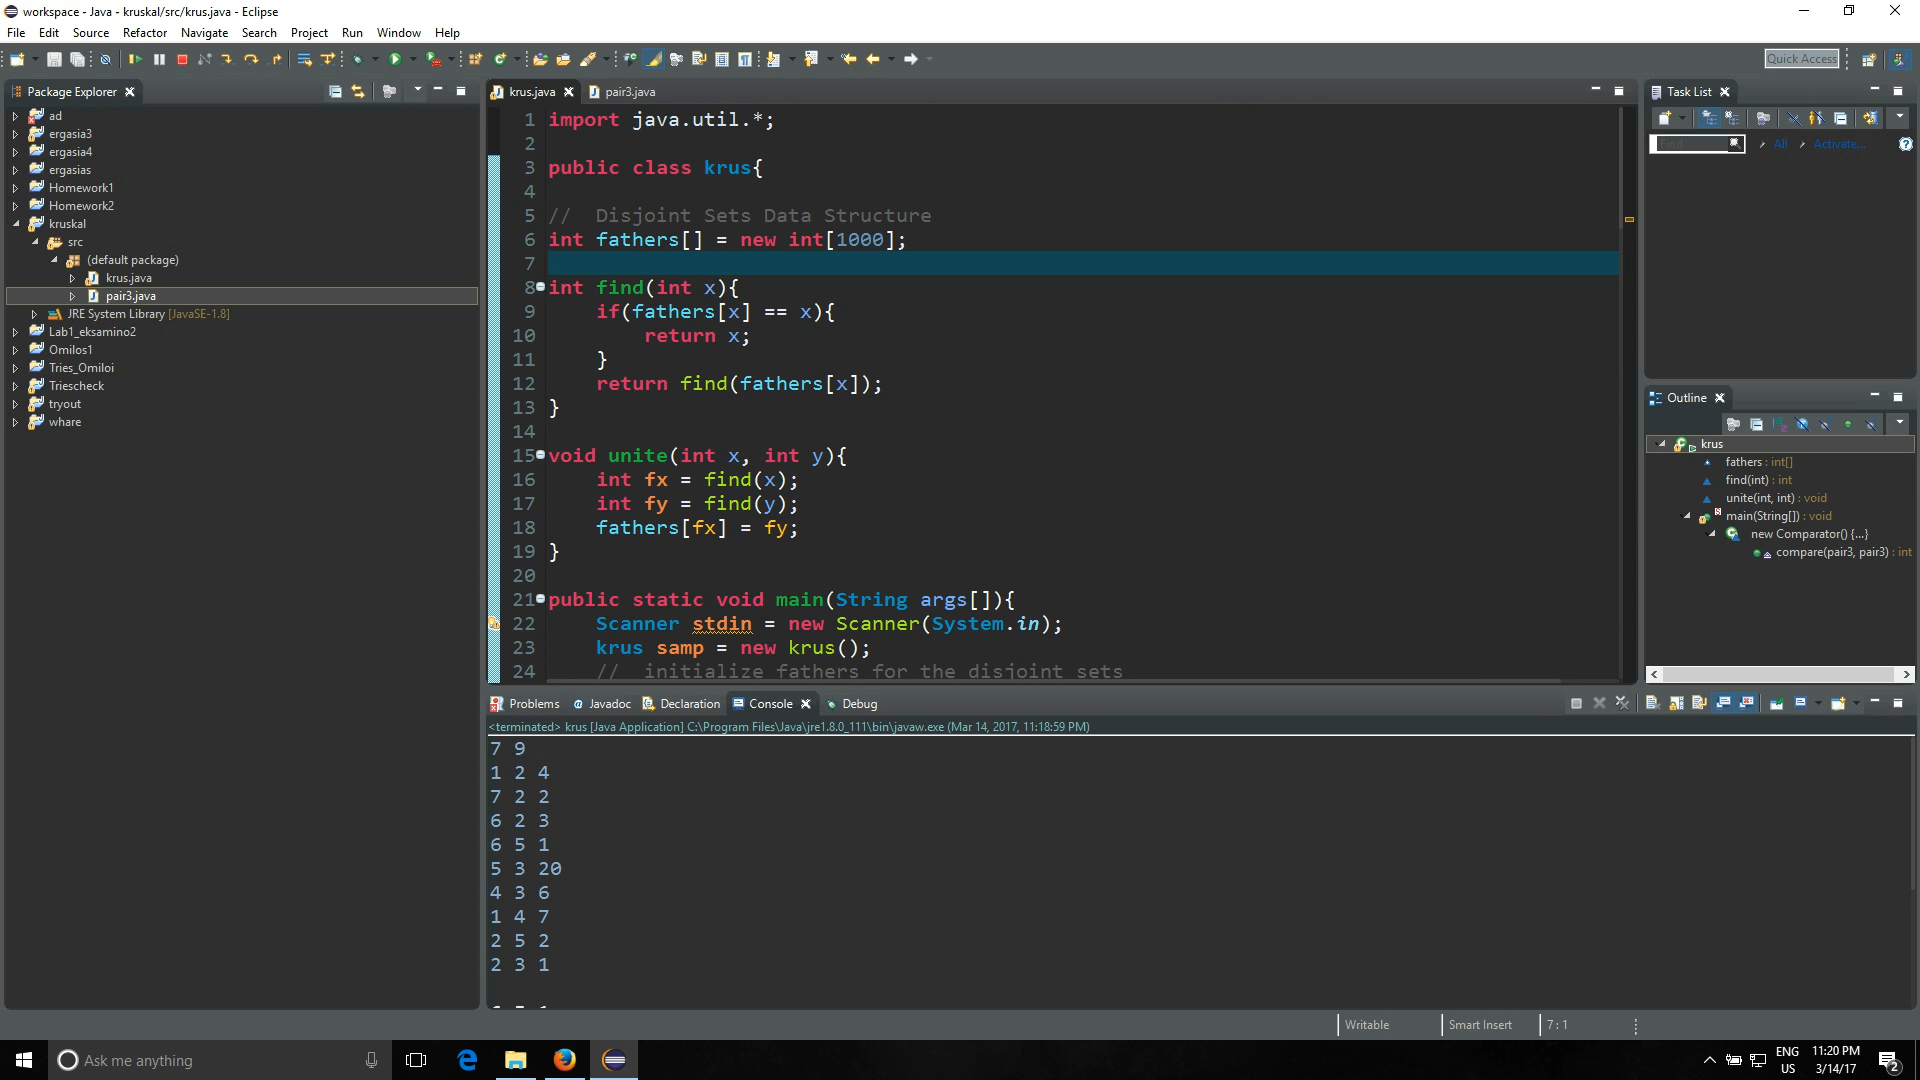 workspace - Java - kruskal/src/krus.java - Eclipse
File Edit Source Refactor Navigate Search Project Run Window Help
Quick Access
Package Explorer
ad
ergasia3
ergasia4
ergasias
Homework1
Homework2
kruskal
src
(default package)
krus.java
pair3.java
JRE System Library [JavaSE-1.8]
Lab1_eksamino2
Omilos1
Tries_Omiloi
Triescheck
tryout
whare
krus.java pair3.java
1 import java.util.*;
2
3 public class krus{
4
5 // Disjoint Sets Data Structure
6 int fathers[] = new int[1000];
7
8 int find(int x){
9 if(fathers[x] == x){
10 return x;
11 }
12 return find(fathers[x]);
13 }
14
15 void unite(int x, int y){
16 int fx = find(x);
17 int fy = find(y);
18 fathers[fx] = fy;
19 }
20
21 public static void main(String args[]){
22 Scanner stdin = new Scanner(System.in);
23 krus samp = new krus();
24 // initialize fathers for the disjoint sets
Task List
Find All Activate...
Outline
krus
fathers : int[]
find(int) : int
unite(int, int) : void
main(String[]) : void
new Comparator() {...}
compare(pair3, pair3) : int
Problems Javadoc Declaration Console Debug
<terminated> krus [Java Application] C:\Program Files\Java\jre1.8.0_111\bin\javaw.exe (Mar 14, 2017, 11:18:59 PM)
7 9
1 2 4
7 2 2
6 2 3
6 5 1
5 3 20
4 3 6
1 4 7
2 5 2
2 3 1
Writable Smart Insert 7 : 1
Ask me anything
ENG
US
11:20 PM
3/14/17
2